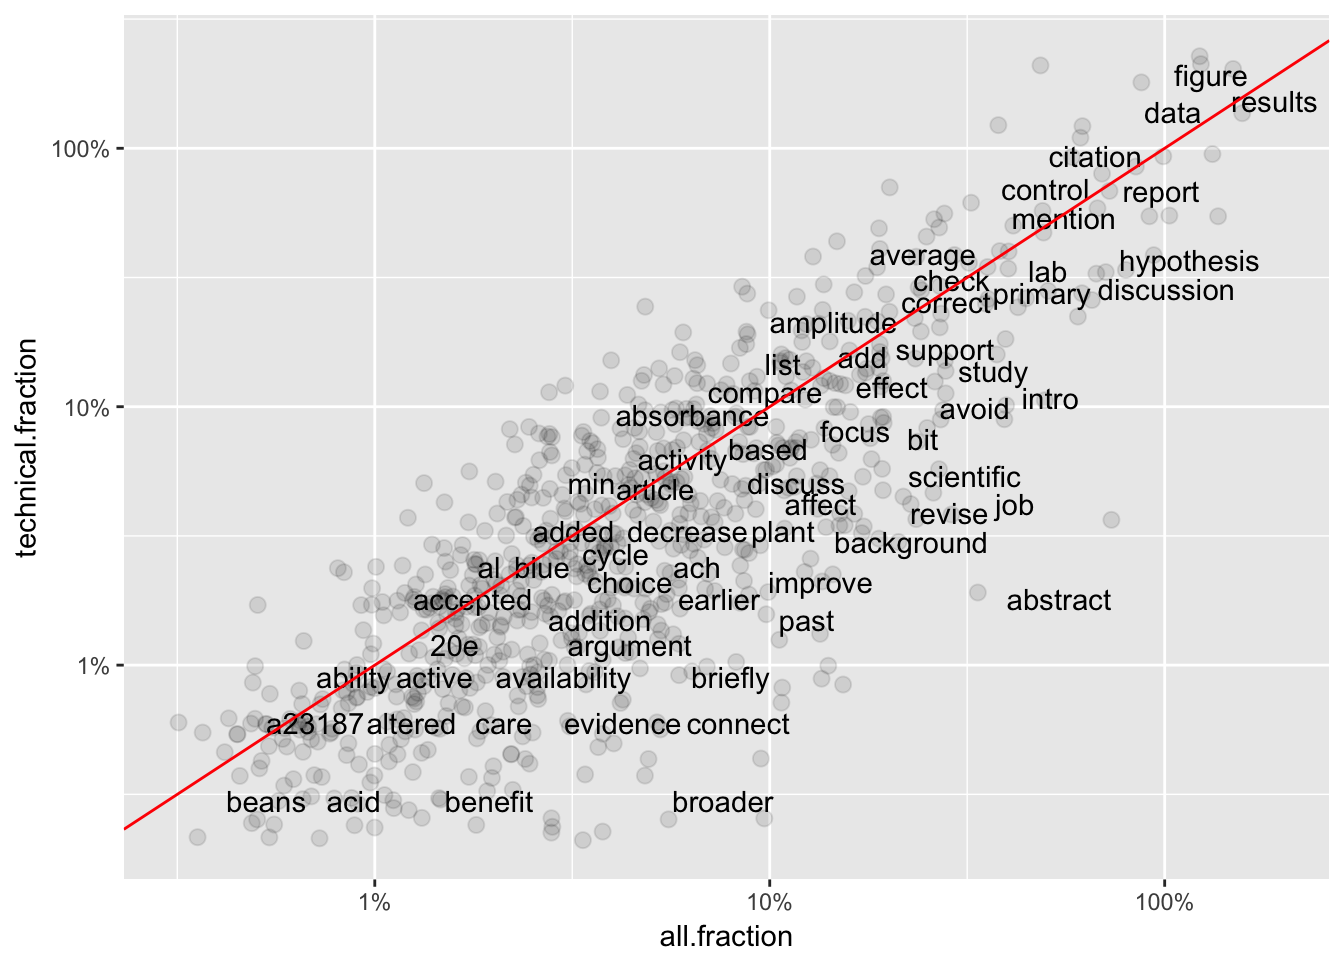 figure
results
data
100%
citation
control
report
mention
average
hypothesis
lab
check
primary
discussion
correct
amplitude
support
add
list
study
effect
compare
intro
10%
avoid
absorbance
focus
bit
based
activity
scientific
min
article
discuss
affect
job
revise
added
decrease
plant
background
cycle
al
blue
ach
choice
improve
accepted
earlier
abstract
addition
past
20e
argument
1%
ability
active
availability
briefly
a23187
altered
care
evidence
connect
beans
acid
benefit
broader
technical.fraction
1%
10%
100%
all.fraction